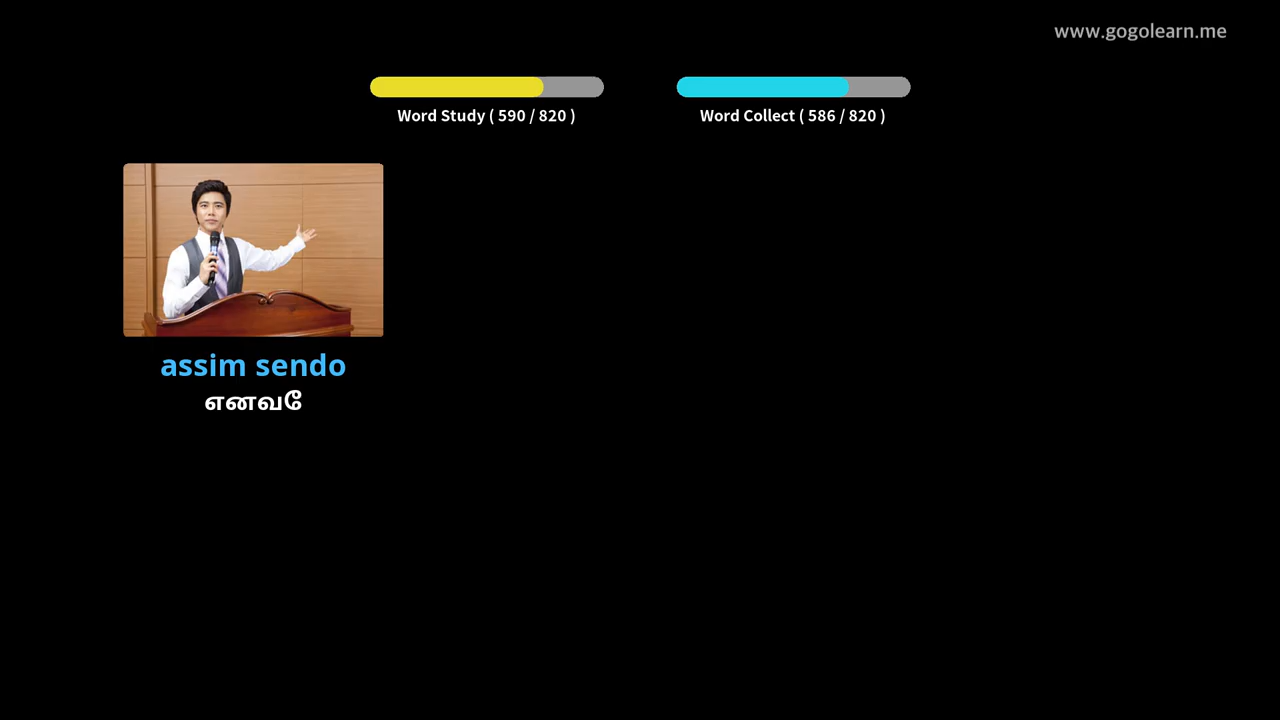 www.gogolearn.me
Word Study ( 590 / 820 )
Word Collect ( 586 / 820 )
assim sendo
எனவே